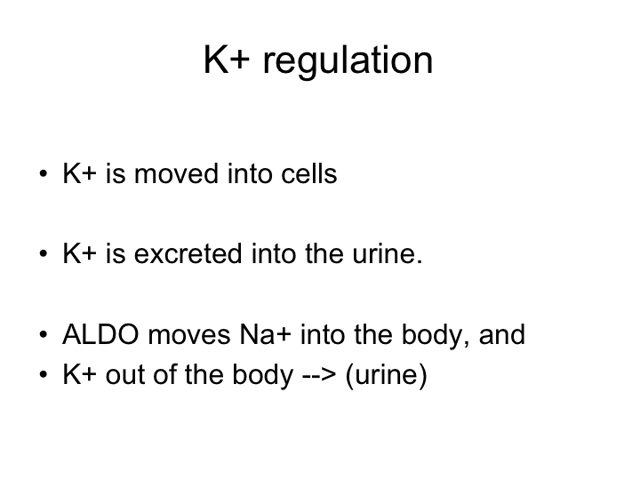 K+ regulation
• K+ is moved into cells
• K+ is excreted into the urine.
• ALDO moves Na+ into the body, and
• K+ out of the body --> (urine)